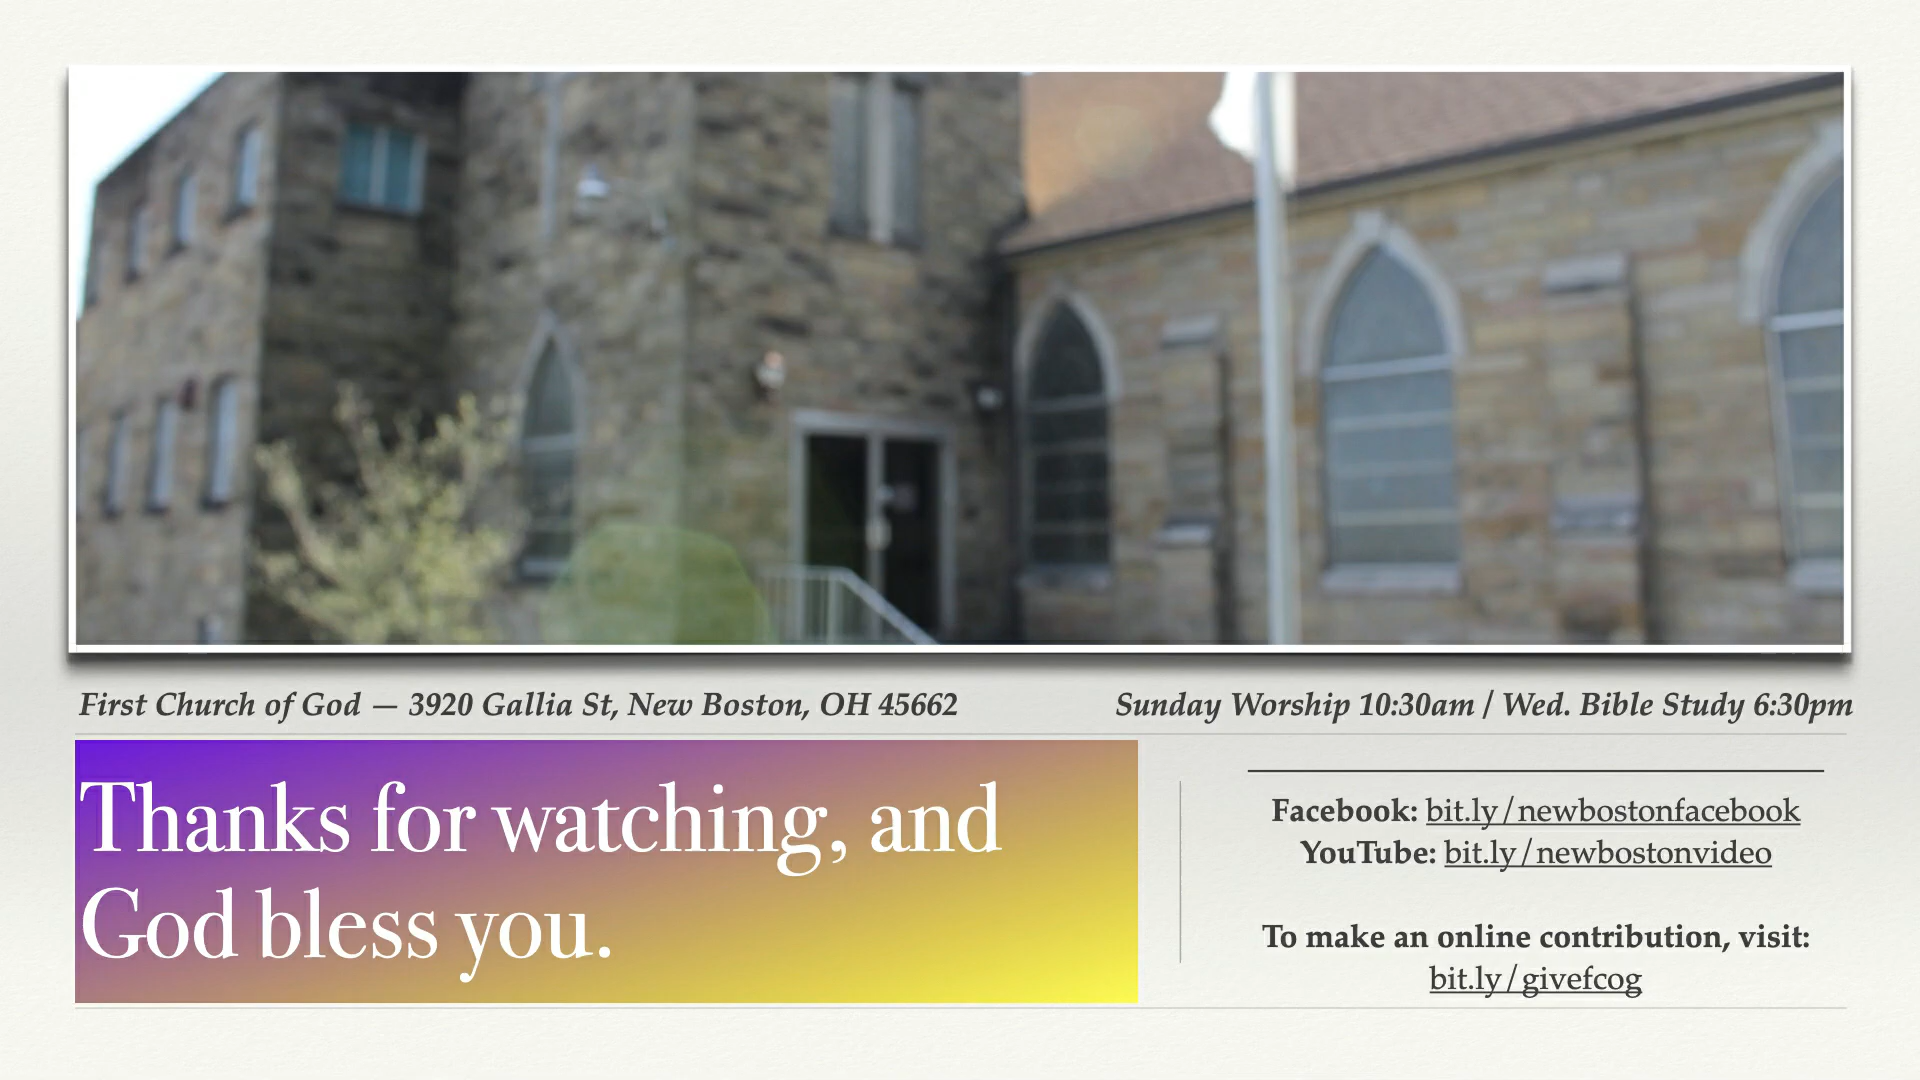 First Church of God — 3920 Gallia St, New Boston, OH 45662
Sunday Worship 10:30am / Wed. Bible Study 6:30pm
Thanks for watching, and
God bless you.
Facebook: bit.ly/newbostonfacebook
YouTube: bit.ly/newbostonvideo
To make an online contribution, visit:
bit.ly/givefcog